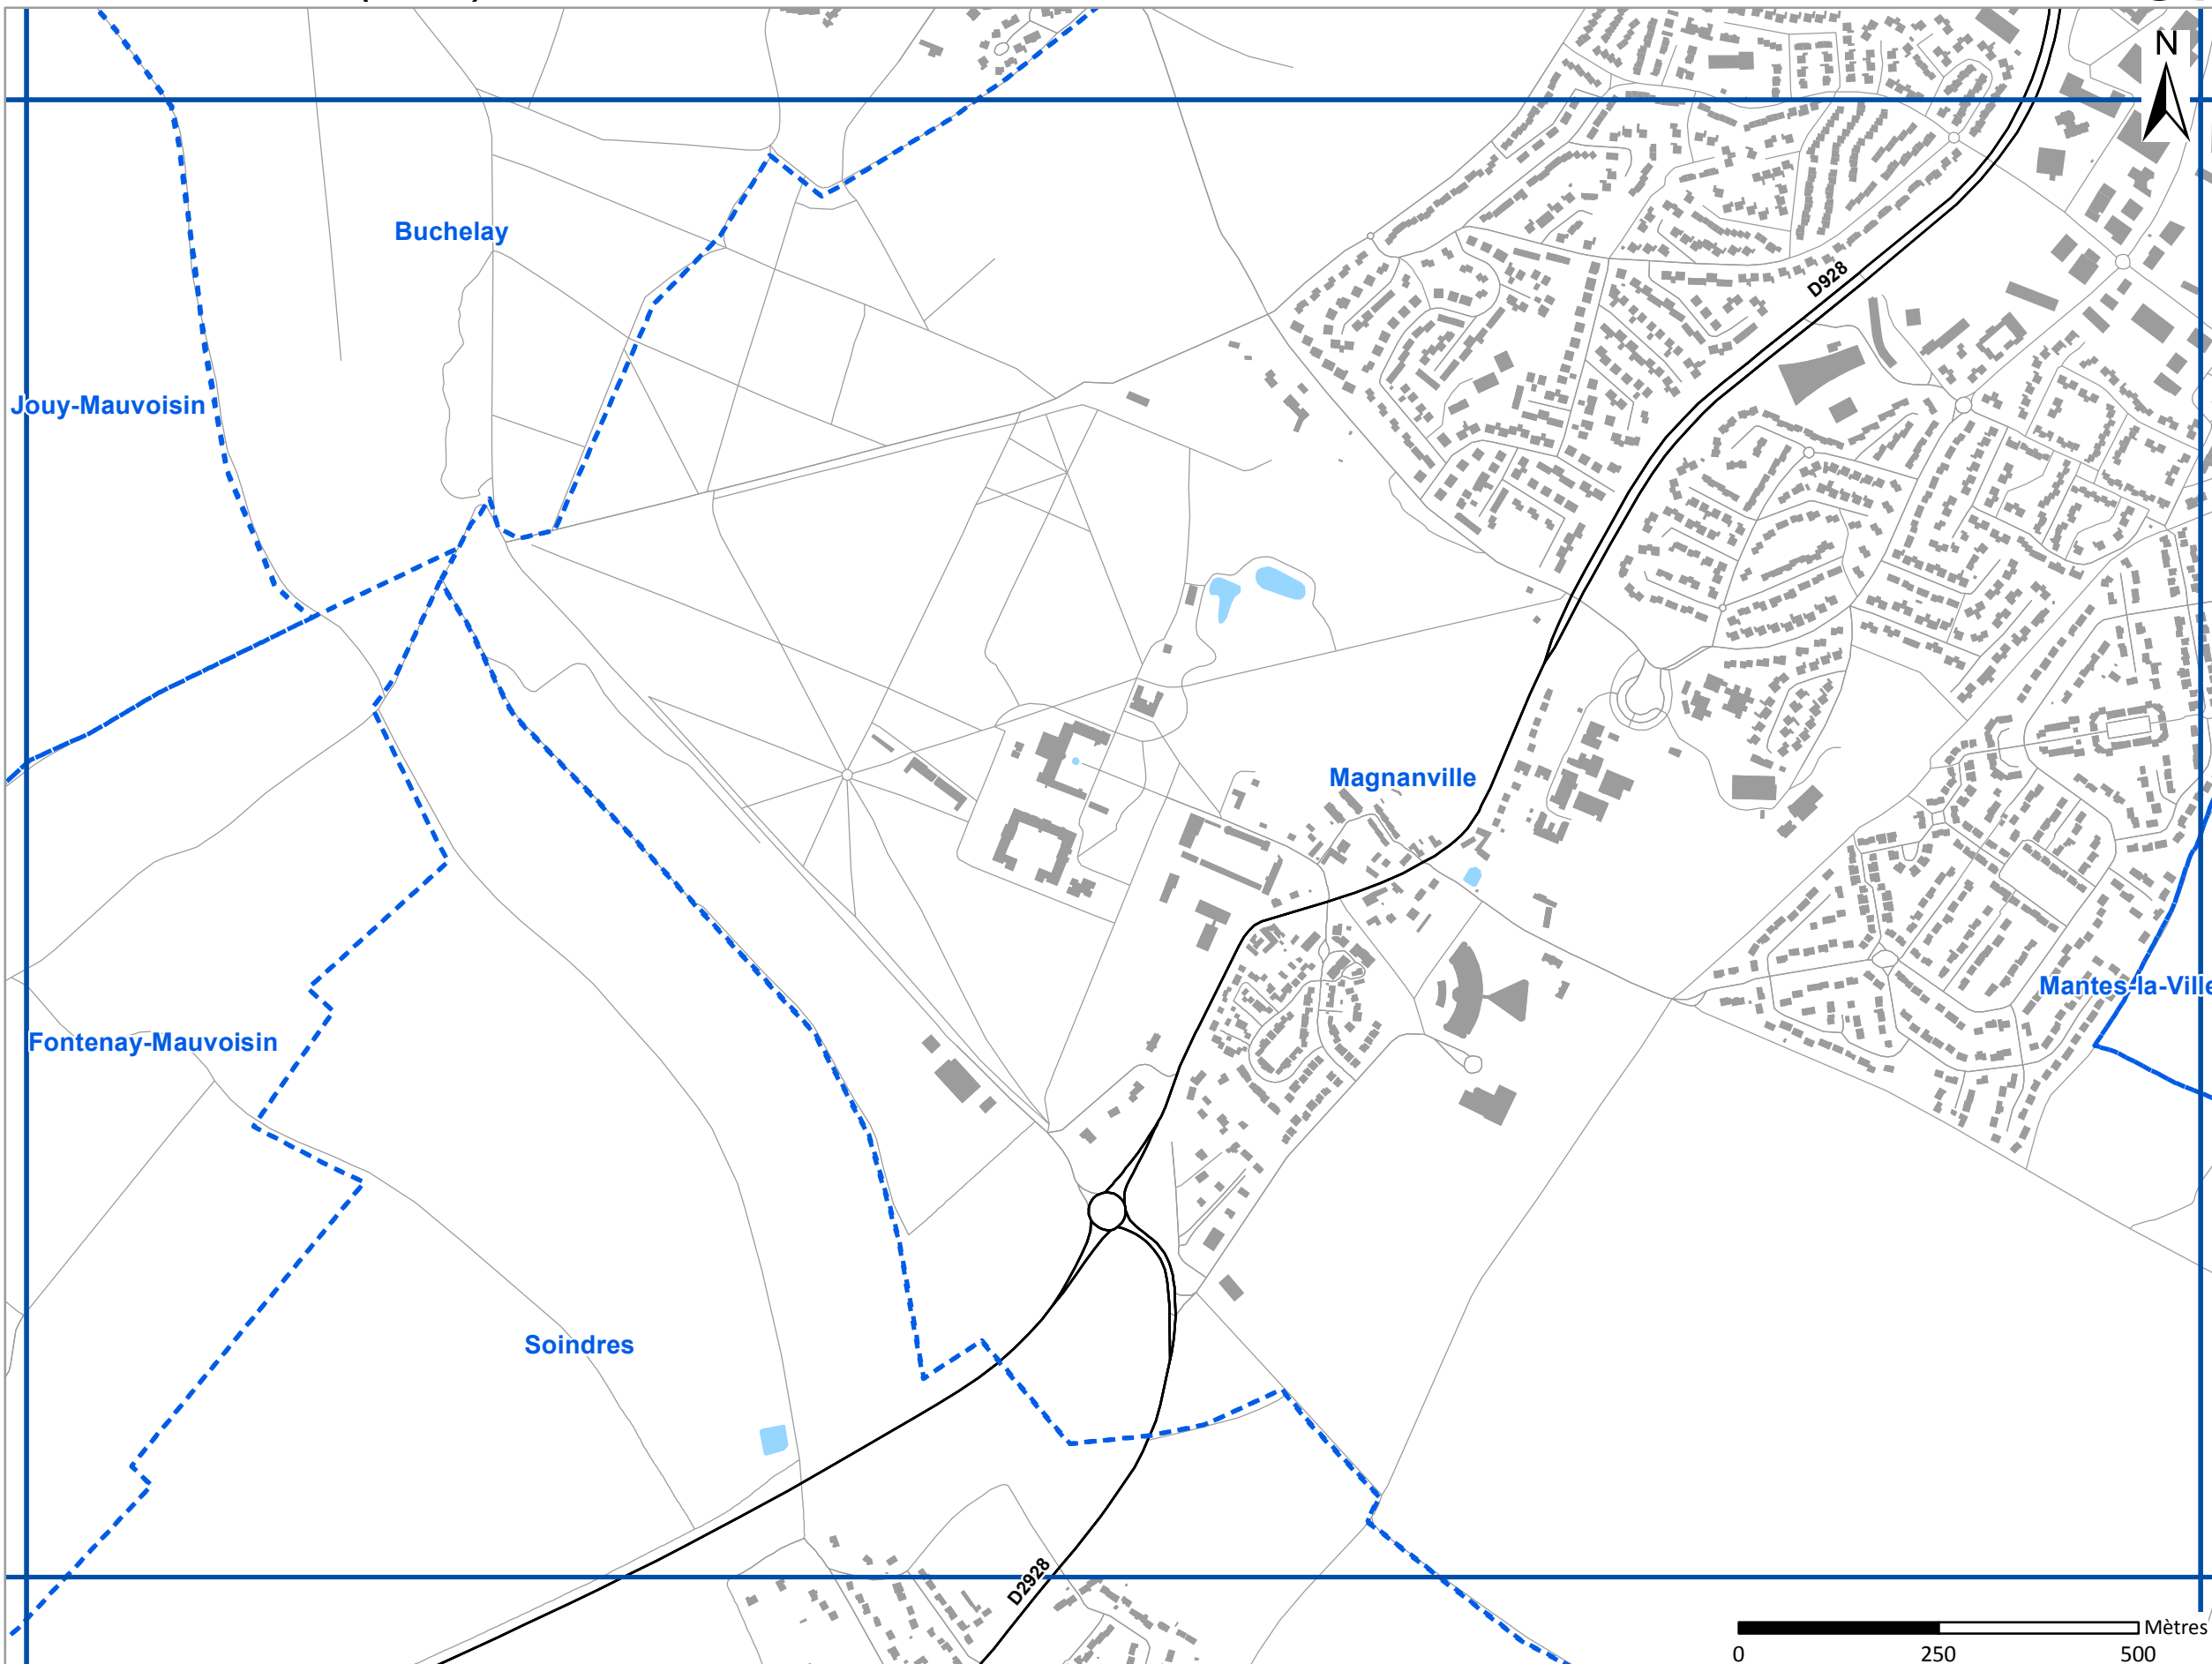 N
Buchelay
D928
Jouy-Mauvoisin
Magnanville
Mantes-la-Ville
Fontenay-Mauvoisin
Soindres
D2928
Mètres
0 250 500